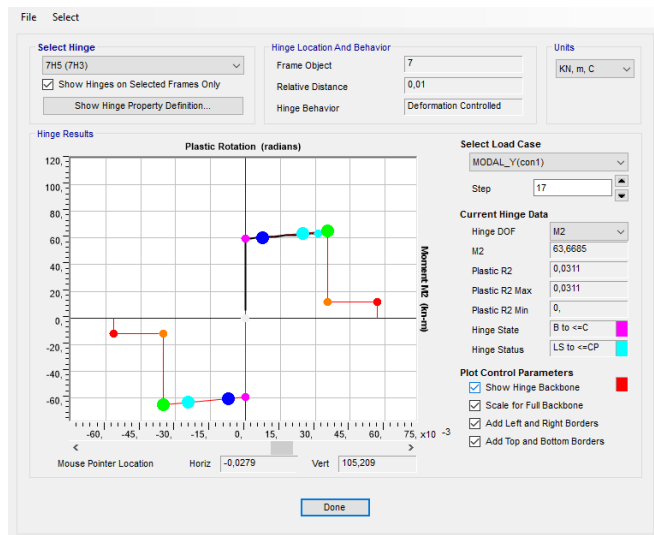 File Select
Select Hinge
7H5 (7H3)
Show Hinges on Selected Frames Only
Show Hinge Property Definition...
Hinge Location And Behavior
Frame Object 7
Relative Distance 0,01
Hinge Behavior Deformation Controlled
Units
KN, m, C
Hinge Results
Plastic Rotation (radians)
120,
100,
80,
60,
40,
20,
0,
-20,
-40,
-60,
-60, -45, -30, -15, 0, 15, 30, 45, 60, 75, x10 -3
Moment M2 (kn-m)
Mouse Pointer Location Horiz -0,0279 Vert 105,209
Select Load Case
MODAL_Y(con1)
Step 17
Current Hinge Data
Hinge DOF M2
M2 63,6685
Plastic R2 0,0311
Plastic R2 Max 0,0311
Plastic R2 Min 0,
Hinge State B to <=C
Hinge Status LS to <=CP
Plot Control Parameters
Show Hinge Backbone
Scale for Full Backbone
Add Left and Right Borders
Add Top and Bottom Borders
Done